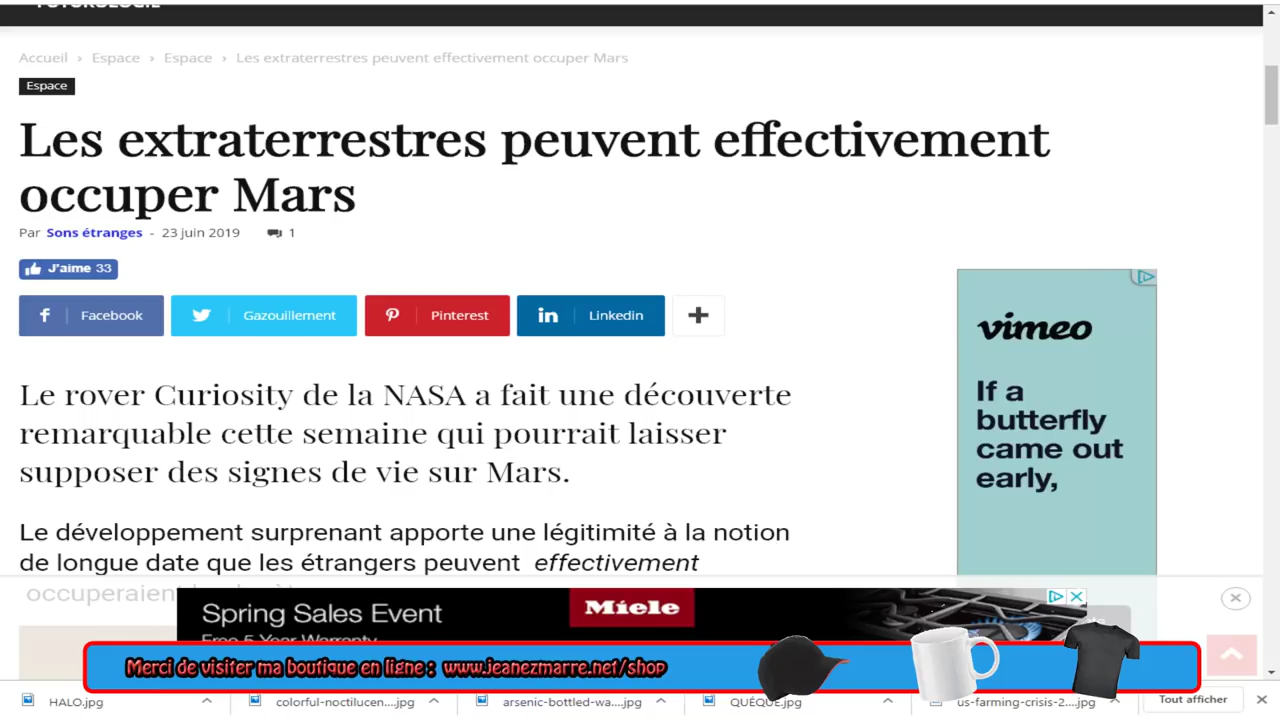 Accueil › Espace › Espace › Les extraterrestres peuvent effectivement occuper Mars
Espace
Les extraterrestres peuvent effectivement
occuper Mars
Par Sons étranges - 23 juin 2019 1
J'aime 33
Facebook
Gazouillement
Pinterest
Linkedin
vimeo
If a
butterfly
came out
early,
Le rover Curiosity de la NASA a fait une découverte
remarquable cette semaine qui pourrait laisser
supposer des signes de vie sur Mars.
Le développement surprenant apporte une légitimité à la notion
de longue date que les étrangers peuvent effectivement
occuperaient
Spring Sales Event
Miele
Free 5 Year Warranty
Merci de visiter ma boutique en ligne : www.jeanezmarre.net/shop
HALO.jpg
colorful-noctilucen....jpg
arsenic-bottled-wa....jpg
QUÉQUÉ.jpg
us-farming-crisis-2....jpg
Tout afficher